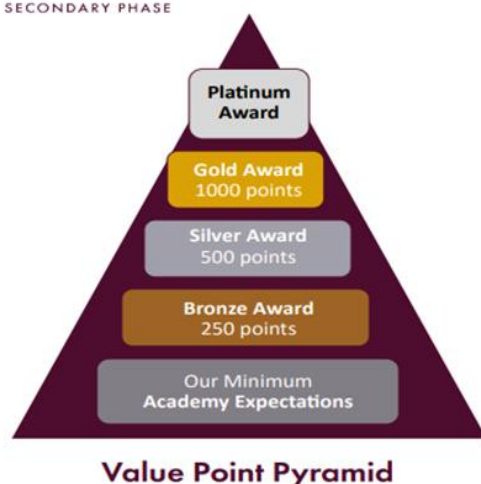 SECONDARY PHASE
Platinum
Award
Gold Award
1000 points
Silver Award
500 points
Bronze Award
250 points
Our Minimum
Academy Expectations
Value Point Pyramid